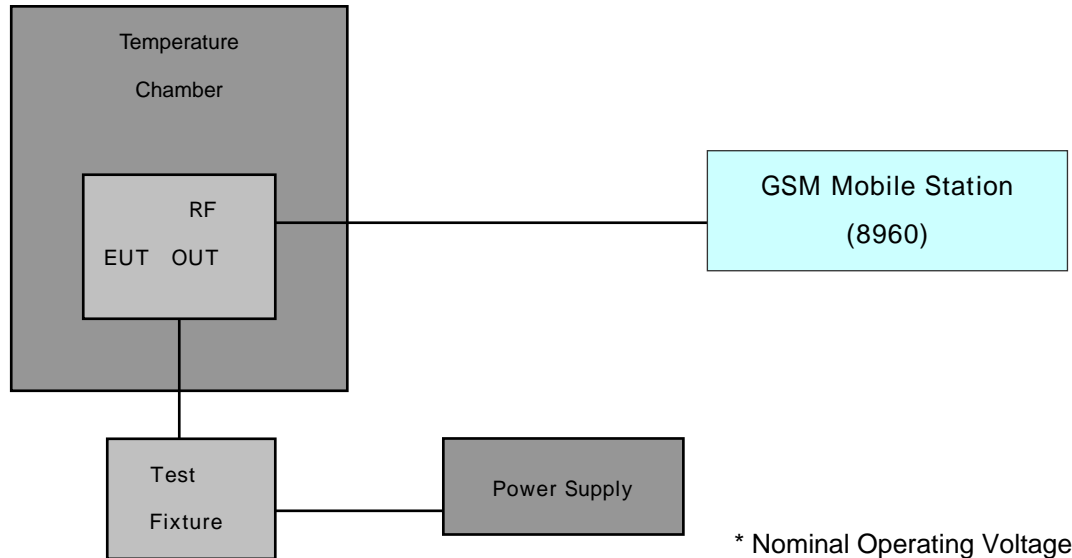 Temperature
Chamber
RF
EUT OUT
GSM Mobile Station
(8960)
Test
Fixture
Power Supply
* Nominal Operating Voltage